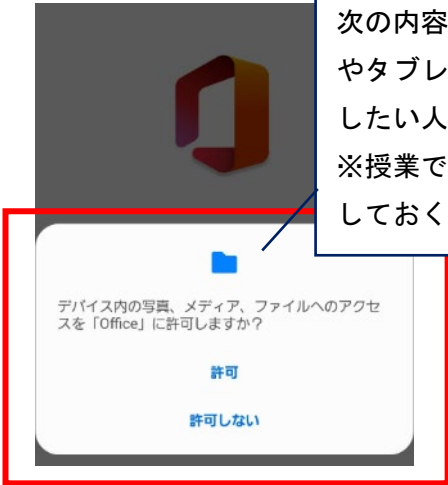 次の内容
やタブレ
したい人
※授業で
しておく
デバイス内の写真、メディア、ファイルへのアクセ
スを「Office」に許可しますか？
許可
許可しない